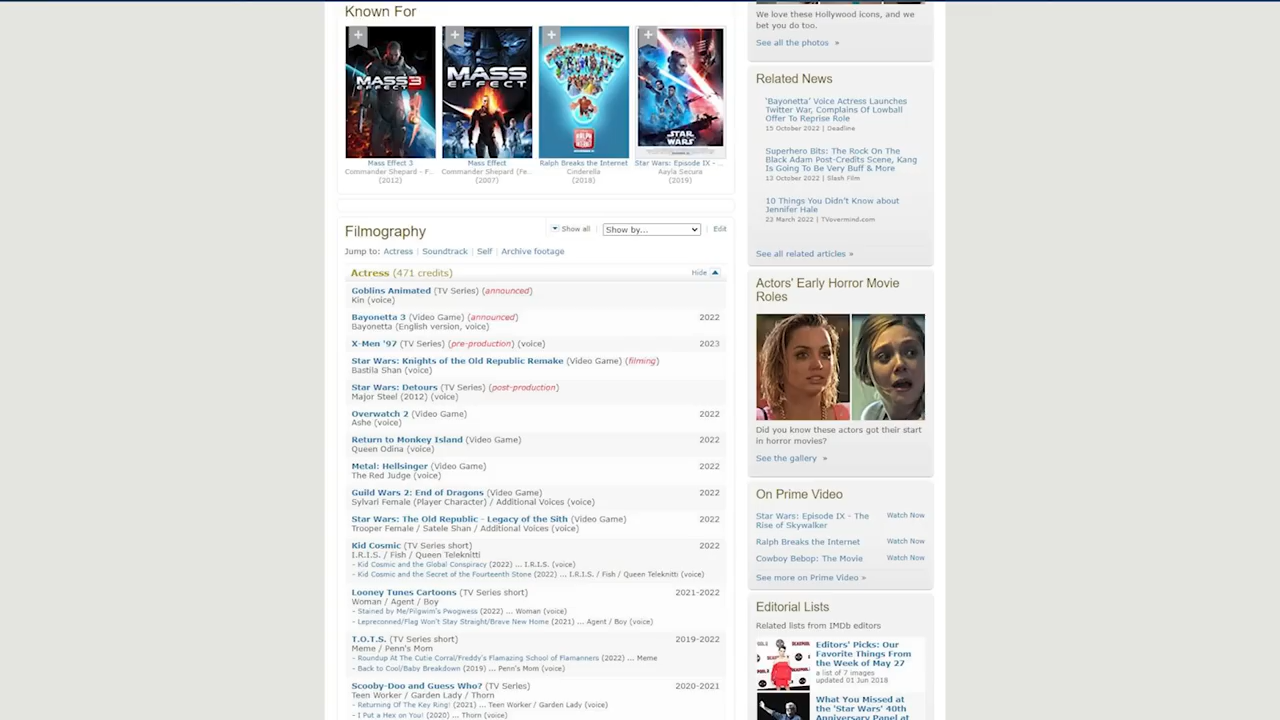 Known For
MASS 3
EFFECT
MASS
EFFECT
STAR
WARS
Mass Effect 3
Commander Shepard - F...
(2012)
Mass Effect
Commander Shepard (Fe...
(2007)
Ralph Breaks the Internet
Cinderella
(2018)
Star Wars: Episode IX - ...
Aayla Secura
(2019)
Filmography
Show all
Show by...
Edit
Jump to: Actress | Soundtrack | Self | Archive footage
Actress (471 credits)
Hide
Goblins Animated (TV Series) (announced)
Kin (voice)
Bayonetta 3 (Video Game) (announced) 2022
Bayonetta (English version, voice)
X-Men '97 (TV Series) (pre-production) (voice) 2023
Star Wars: Knights of the Old Republic Remake (Video Game) (filming)
Bastila Shan (voice)
Star Wars: Detours (TV Series) (post-production)
Major Steel (2012) (voice)
Overwatch 2 (Video Game) 2022
Ashe (voice)
Return to Monkey Island (Video Game) 2022
Queen Odina (voice)
Metal: Hellsinger (Video Game) 2022
The Red Judge (voice)
Guild Wars 2: End of Dragons (Video Game) 2022
Sylvari Female (Player Character) / Additional Voices (voice)
Star Wars: The Old Republic - Legacy of the Sith (Video Game) 2022
Trooper Female / Satele Shan / Additional Voices (voice)
Kid Cosmic (TV Series short) 2022
I.R.I.S. / Fish / Queen Teleknitti
- Kid Cosmic and the Global Conspiracy (2022) ... I.R.I.S. (voice)
- Kid Cosmic and the Secret of the Fourteenth Stone (2022) ... I.R.I.S. / Fish / Queen Teleknitti (voice)
Looney Tunes Cartoons (TV Series short) 2021-2022
Woman / Agent / Boy
- Stained by Me/Pilgwim's Pwogwess (2022) ... Woman (voice)
- Lepreconned/Flag Won't Stay Straight/Brave New Home (2021) ... Agent / Boy (voice)
T.O.T.S. (TV Series short) 2019-2022
Meme / Penn's Mom
- Roundup At The Cutie Corral/Freddy's Flamazing School of Flamanners (2022) ... Meme
- Back to Cool/Baby Breakdown (2019) ... Penn's Mom (voice)
Scooby-Doo and Guess Who? (TV Series) 2020-2021
Teen Worker / Garden Lady / Thorn
- Returning Of The Key Ring! (2021) ... Teen Worker / Garden Lady (voice)
- I Put a Hex on You! (2020) ... Thorn (voice)
We love these Hollywood icons, and we
bet you do too.
See all the photos »
Related News
'Bayonetta' Voice Actress Launches
Twitter War, Complains Of Lowball
Offer To Reprise Role
15 October 2022 | Deadline
Superhero Bits: The Rock On The
Black Adam Post-Credits Scene, Kang
Is Going To Be Very Buff & More
13 October 2022 | Slash Film
10 Things You Didn't Know about
Jennifer Hale
23 March 2022 | TVovermind.com
See all related articles »
Actors' Early Horror Movie
Roles
Did you know these actors got their start
in horror movies?
See the gallery »
On Prime Video
Star Wars: Episode IX - The
Rise of Skywalker
Watch Now
Ralph Breaks the Internet
Watch Now
Cowboy Bebop: The Movie
Watch Now
See more on Prime Video »
Editorial Lists
Related lists from IMDb editors
Editors' Picks: Our
Favorite Things From
the Week of May 27
a list of 7 images
updated 01 Jun 2018
What You Missed at
the 'Star Wars' 40th
Anniversary Panel at